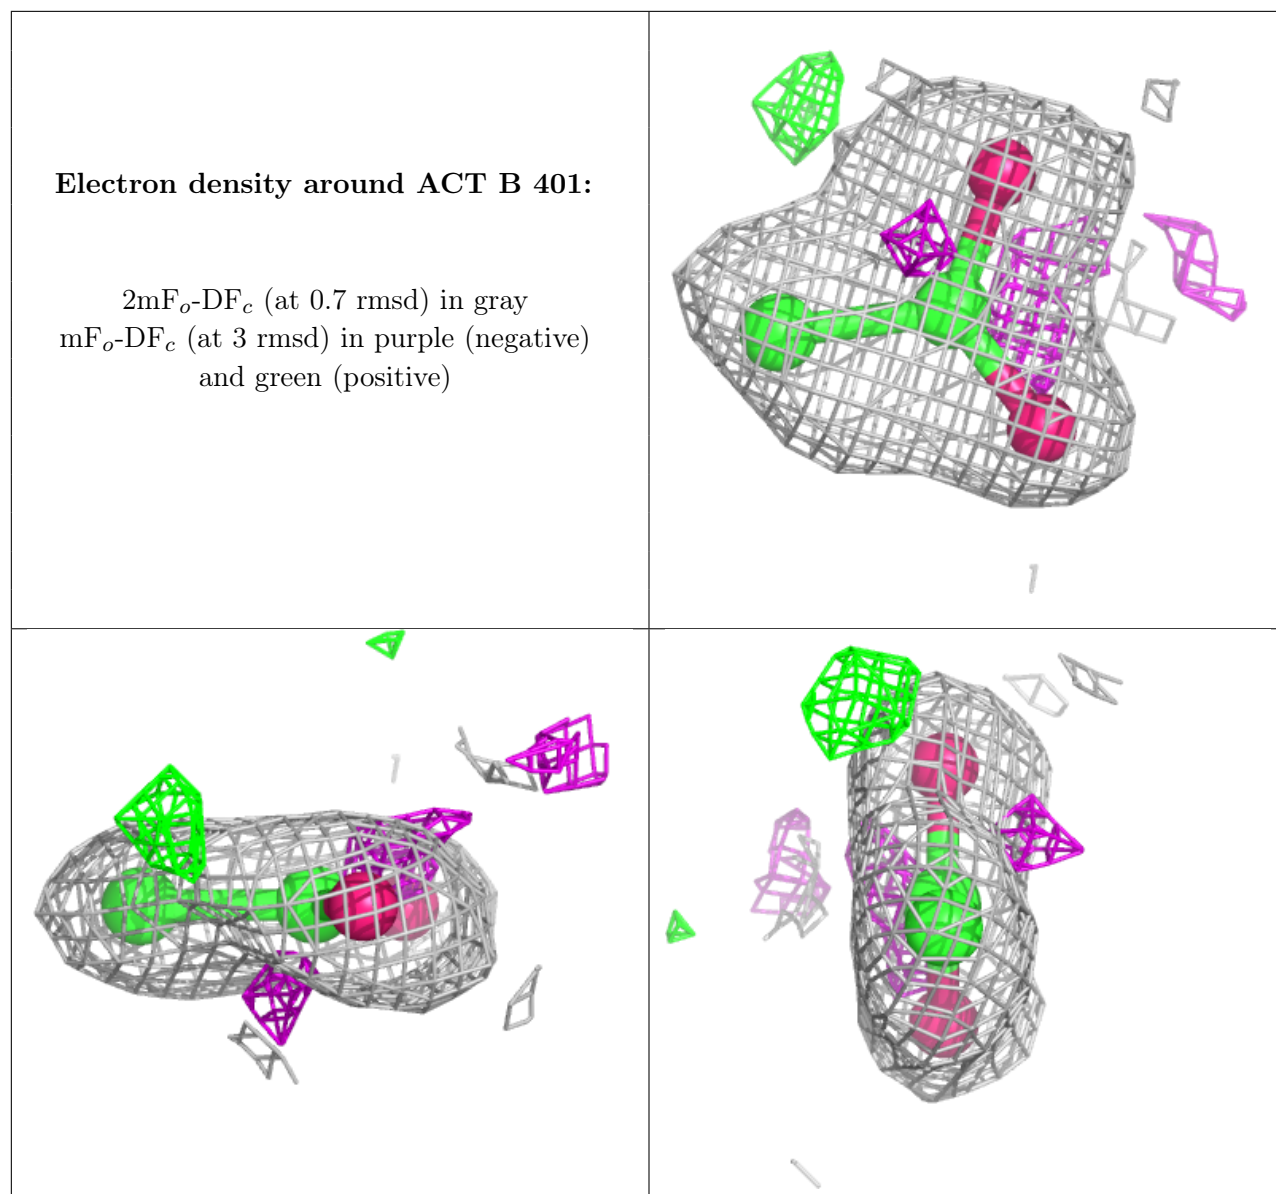 Electron density around ACT B 401:
2mFₒ-DF𝒸 (at 0.7 rmsd) in gray
mFₒ-DF𝒸 (at 3 rmsd) in purple (negative)
and green (positive)